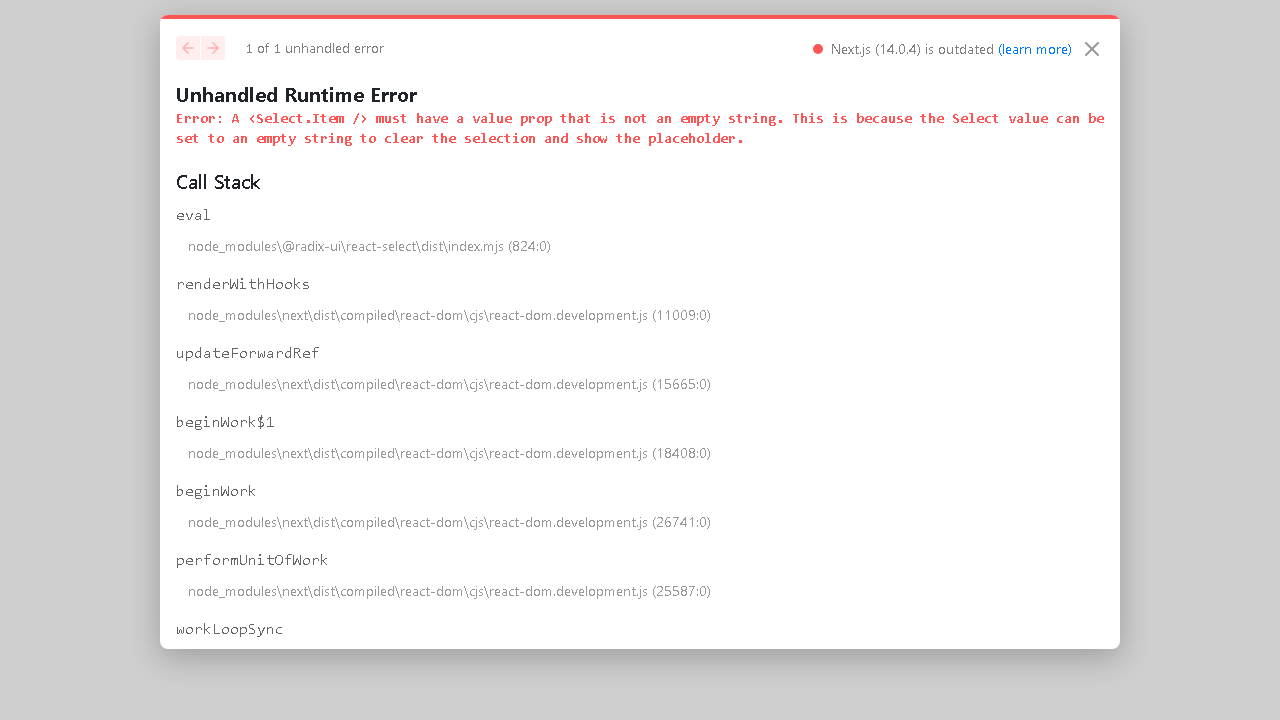 1 of 1 unhandled error
Next.js (14.0.4) is outdated (learn more)
Unhandled Runtime Error
Error: A <Select.Item /> must have a value prop that is not an empty string. This is because the Select value can be
set to an empty string to clear the selection and show the placeholder.
Call Stack
eval
node_modules\@radix-ui\react-select\dist\index.mjs (824:0)
renderWithHooks
node_modules\next\dist\compiled\react-dom\cjs\react-dom.development.js (11009:0)
updateForwardRef
node_modules\next\dist\compiled\react-dom\cjs\react-dom.development.js (15665:0)
beginWork$1
node_modules\next\dist\compiled\react-dom\cjs\react-dom.development.js (18408:0)
beginWork
node_modules\next\dist\compiled\react-dom\cjs\react-dom.development.js (26741:0)
performUnitOfWork
node_modules\next\dist\compiled\react-dom\cjs\react-dom.development.js (25587:0)
workLoopSync